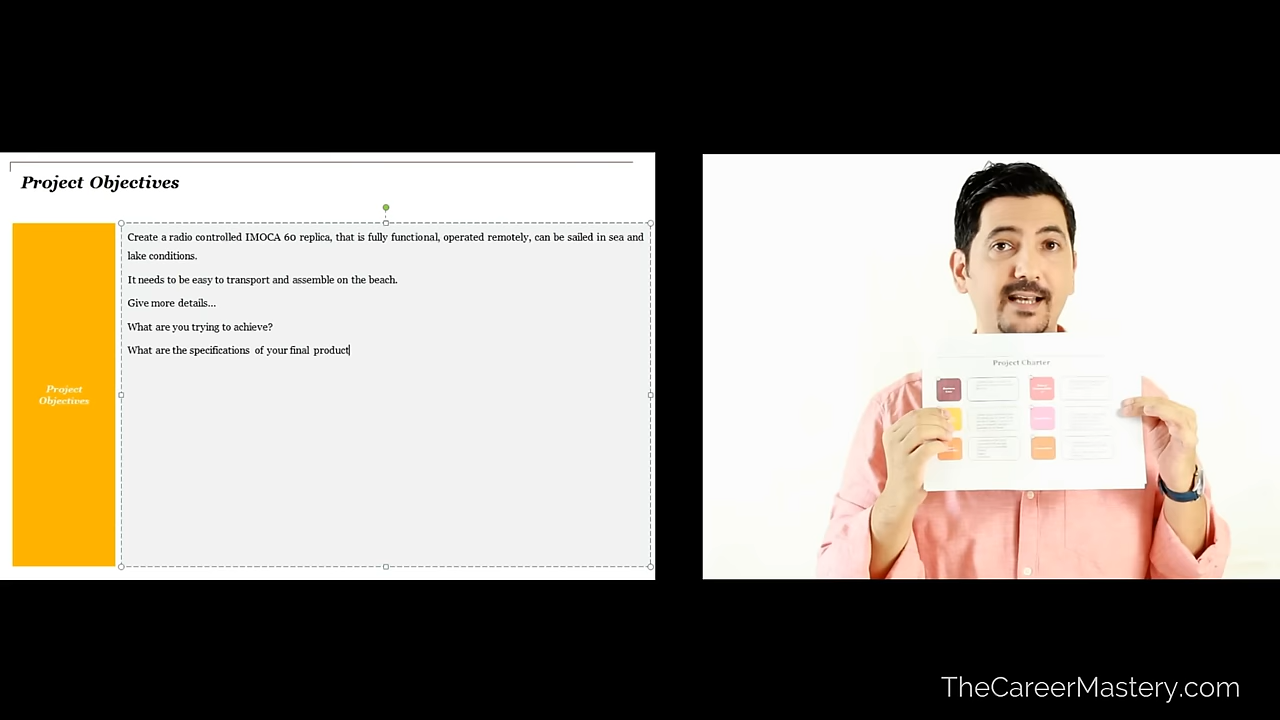 Project Objectives
Create a radio controlled IMOCA 60 replica, that is fully functional, operated remotely, can be sailed in sea and
lake conditions.
It needs to be easy to transport and assemble on the beach.
Give more details...
What are you trying to achieve?
What are the specifications of your final product
Project
Objectives
Project Charter
TheCareerMastery.com